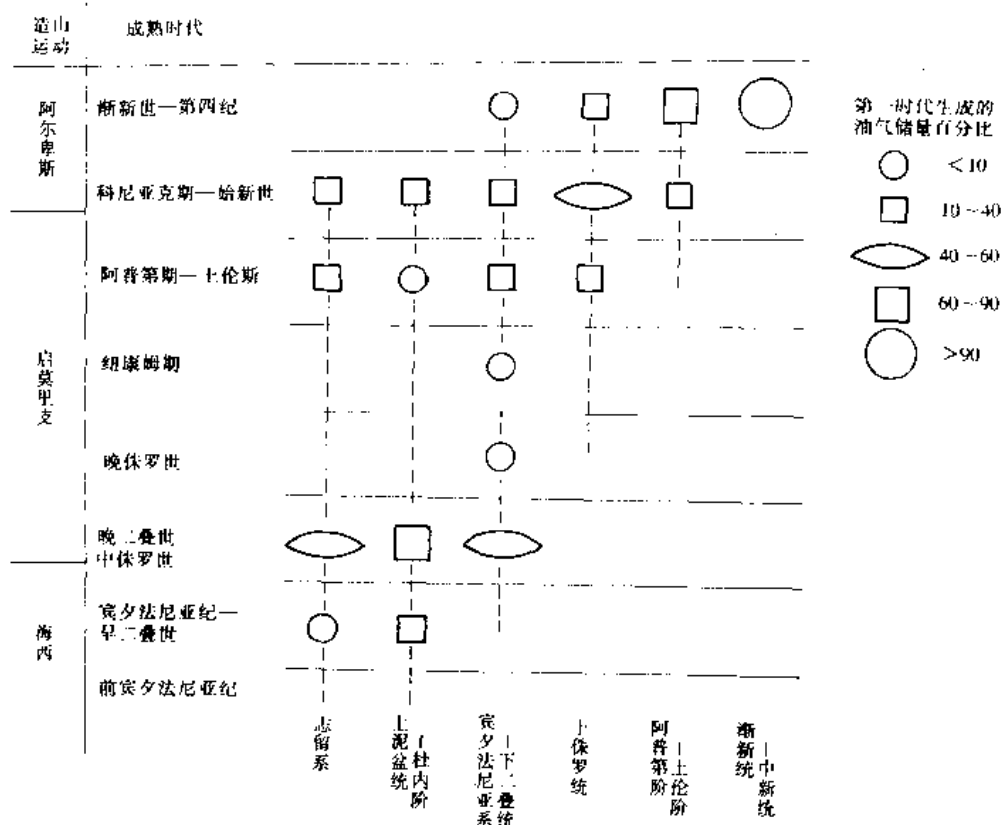 造山
运动
成熟时代
阿尔卑斯
渐新世—第四纪
科尼亚克期—始新世
启莫里支
阿普第期—土伦斯
纽康姆期
晚侏罗世
晚二叠世
中侏罗世
海西
宾夕法尼亚纪—
早二叠世
前宾夕法尼亚纪
志留系
上泥盆统
—杜内阶
宾夕法尼亚系
—下二叠统
上侏罗统
阿普第阶
—土伦阶
渐新统
—中新统
第一时代生成的
油气储量百分比
<10
10~40
40~60
60~90
>90